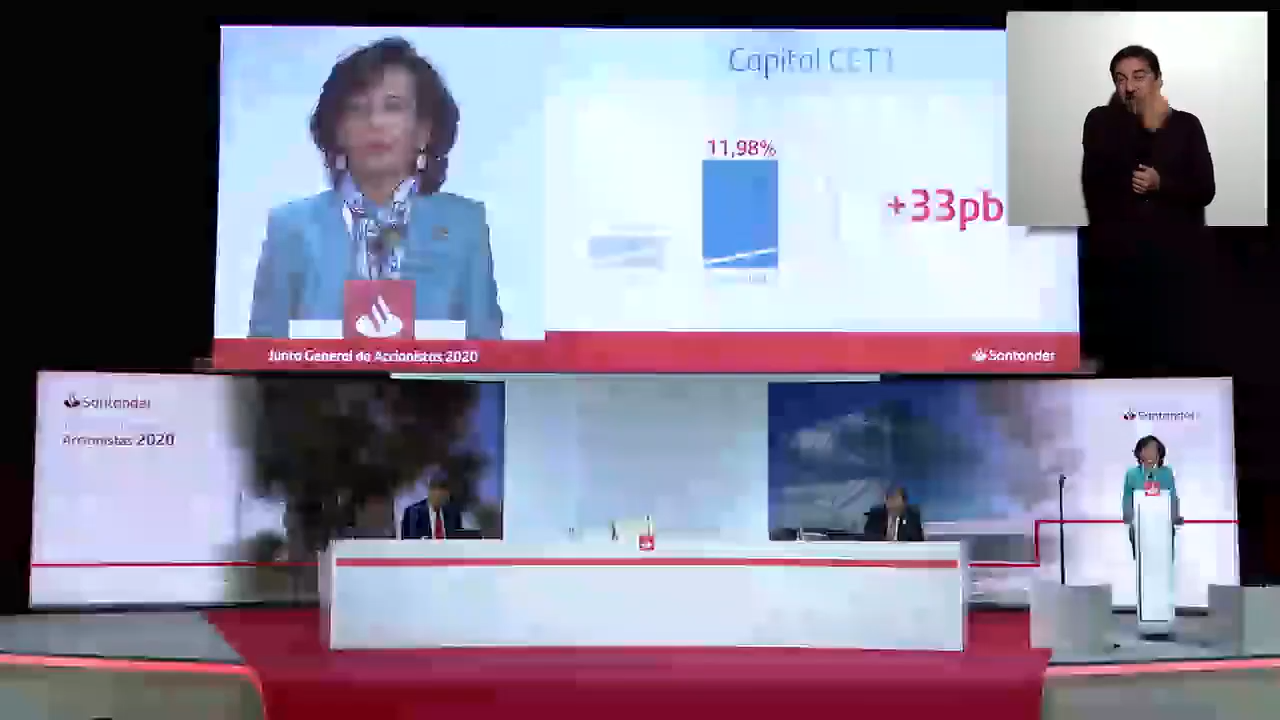 Capital CET1
11,98%
+33pb
Junta General de Accionistas 2020
Santander
Santander
Accionistas 2020
Santander